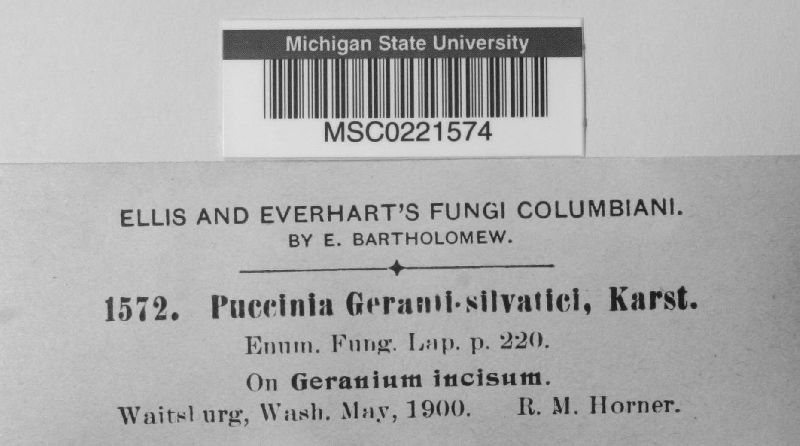 Michigan State University
MSC0221574
ELLIS AND EVERHART'S FUNGI COLUMBIANI.
BY E. BARTHOLOMEW.
1572. Puccinia Geranii-silvatici, Karst.
Enum. Fung. Lap. p. 220.
On Geranium incisum.
Waitsburg, Wash. May, 1900. R. M. Horner.